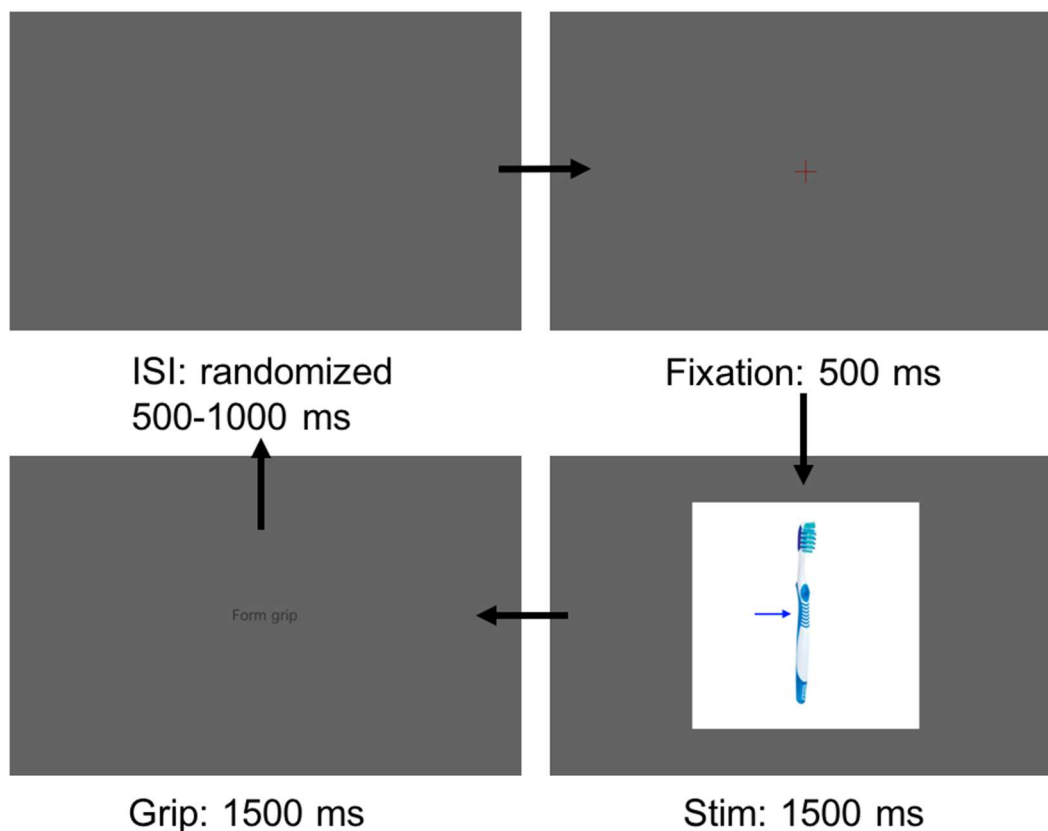 ISI: randomized
500-1000 ms
Fixation: 500 ms
Form grip
Grip: 1500 ms
Stim: 1500 ms